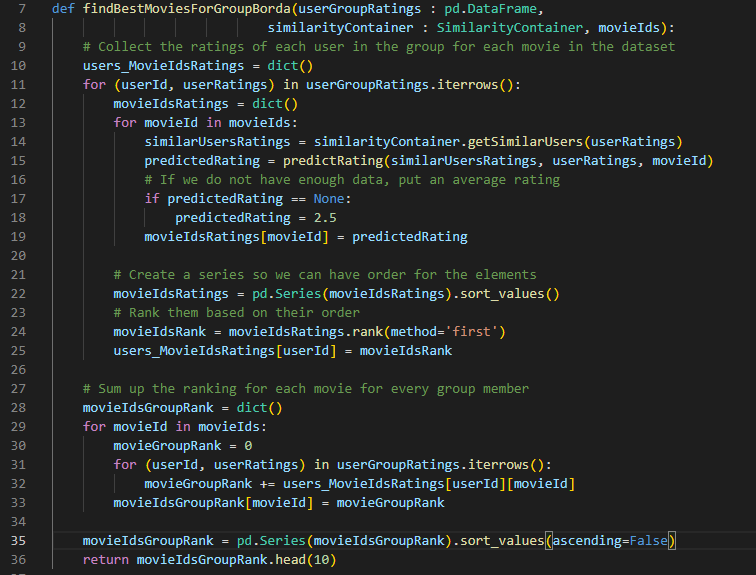 7 def findBestMoviesForGroupBorda(userGroupRatings : pd.DataFrame,
8                             similarityContainer : SimilarityContainer, movieIds):
9     # Collect the ratings of each user in the group for each movie in the dataset
10     users_MovieIdsRatings = dict()
11     for (userId, userRatings) in userGroupRatings.iterrows():
12         movieIdsRatings = dict()
13         for movieId in movieIds:
14             similarUsersRatings = similarityContainer.getSimilarUsers(userRatings)
15             predictedRating = predictRating(similarUsersRatings, userRatings, movieId)
16             # If we do not have enough data, put an average rating
17             if predictedRating == None:
18                 predictedRating = 2.5
19             movieIdsRatings[movieId] = predictedRating
20
21         # Create a series so we can have order for the elements
22         movieIdsRatings = pd.Series(movieIdsRatings).sort_values()
23         # Rank them based on their order
24         movieIdsRank = movieIdsRatings.rank(method='first')
25         users_MovieIdsRatings[userId] = movieIdsRank
26
27     # Sum up the ranking for each movie for every group member
28     movieIdsGroupRank = dict()
29     for movieId in movieIds:
30         movieGroupRank = 0
31         for (userId, userRatings) in userGroupRatings.iterrows():
32             movieGroupRank += users_MovieIdsRatings[userId][movieId]
33         movieIdsGroupRank[movieId] = movieGroupRank
34
35     movieIdsGroupRank = pd.Series(movieIdsGroupRank).sort_values(ascending=False)
36     return movieIdsGroupRank.head(10)